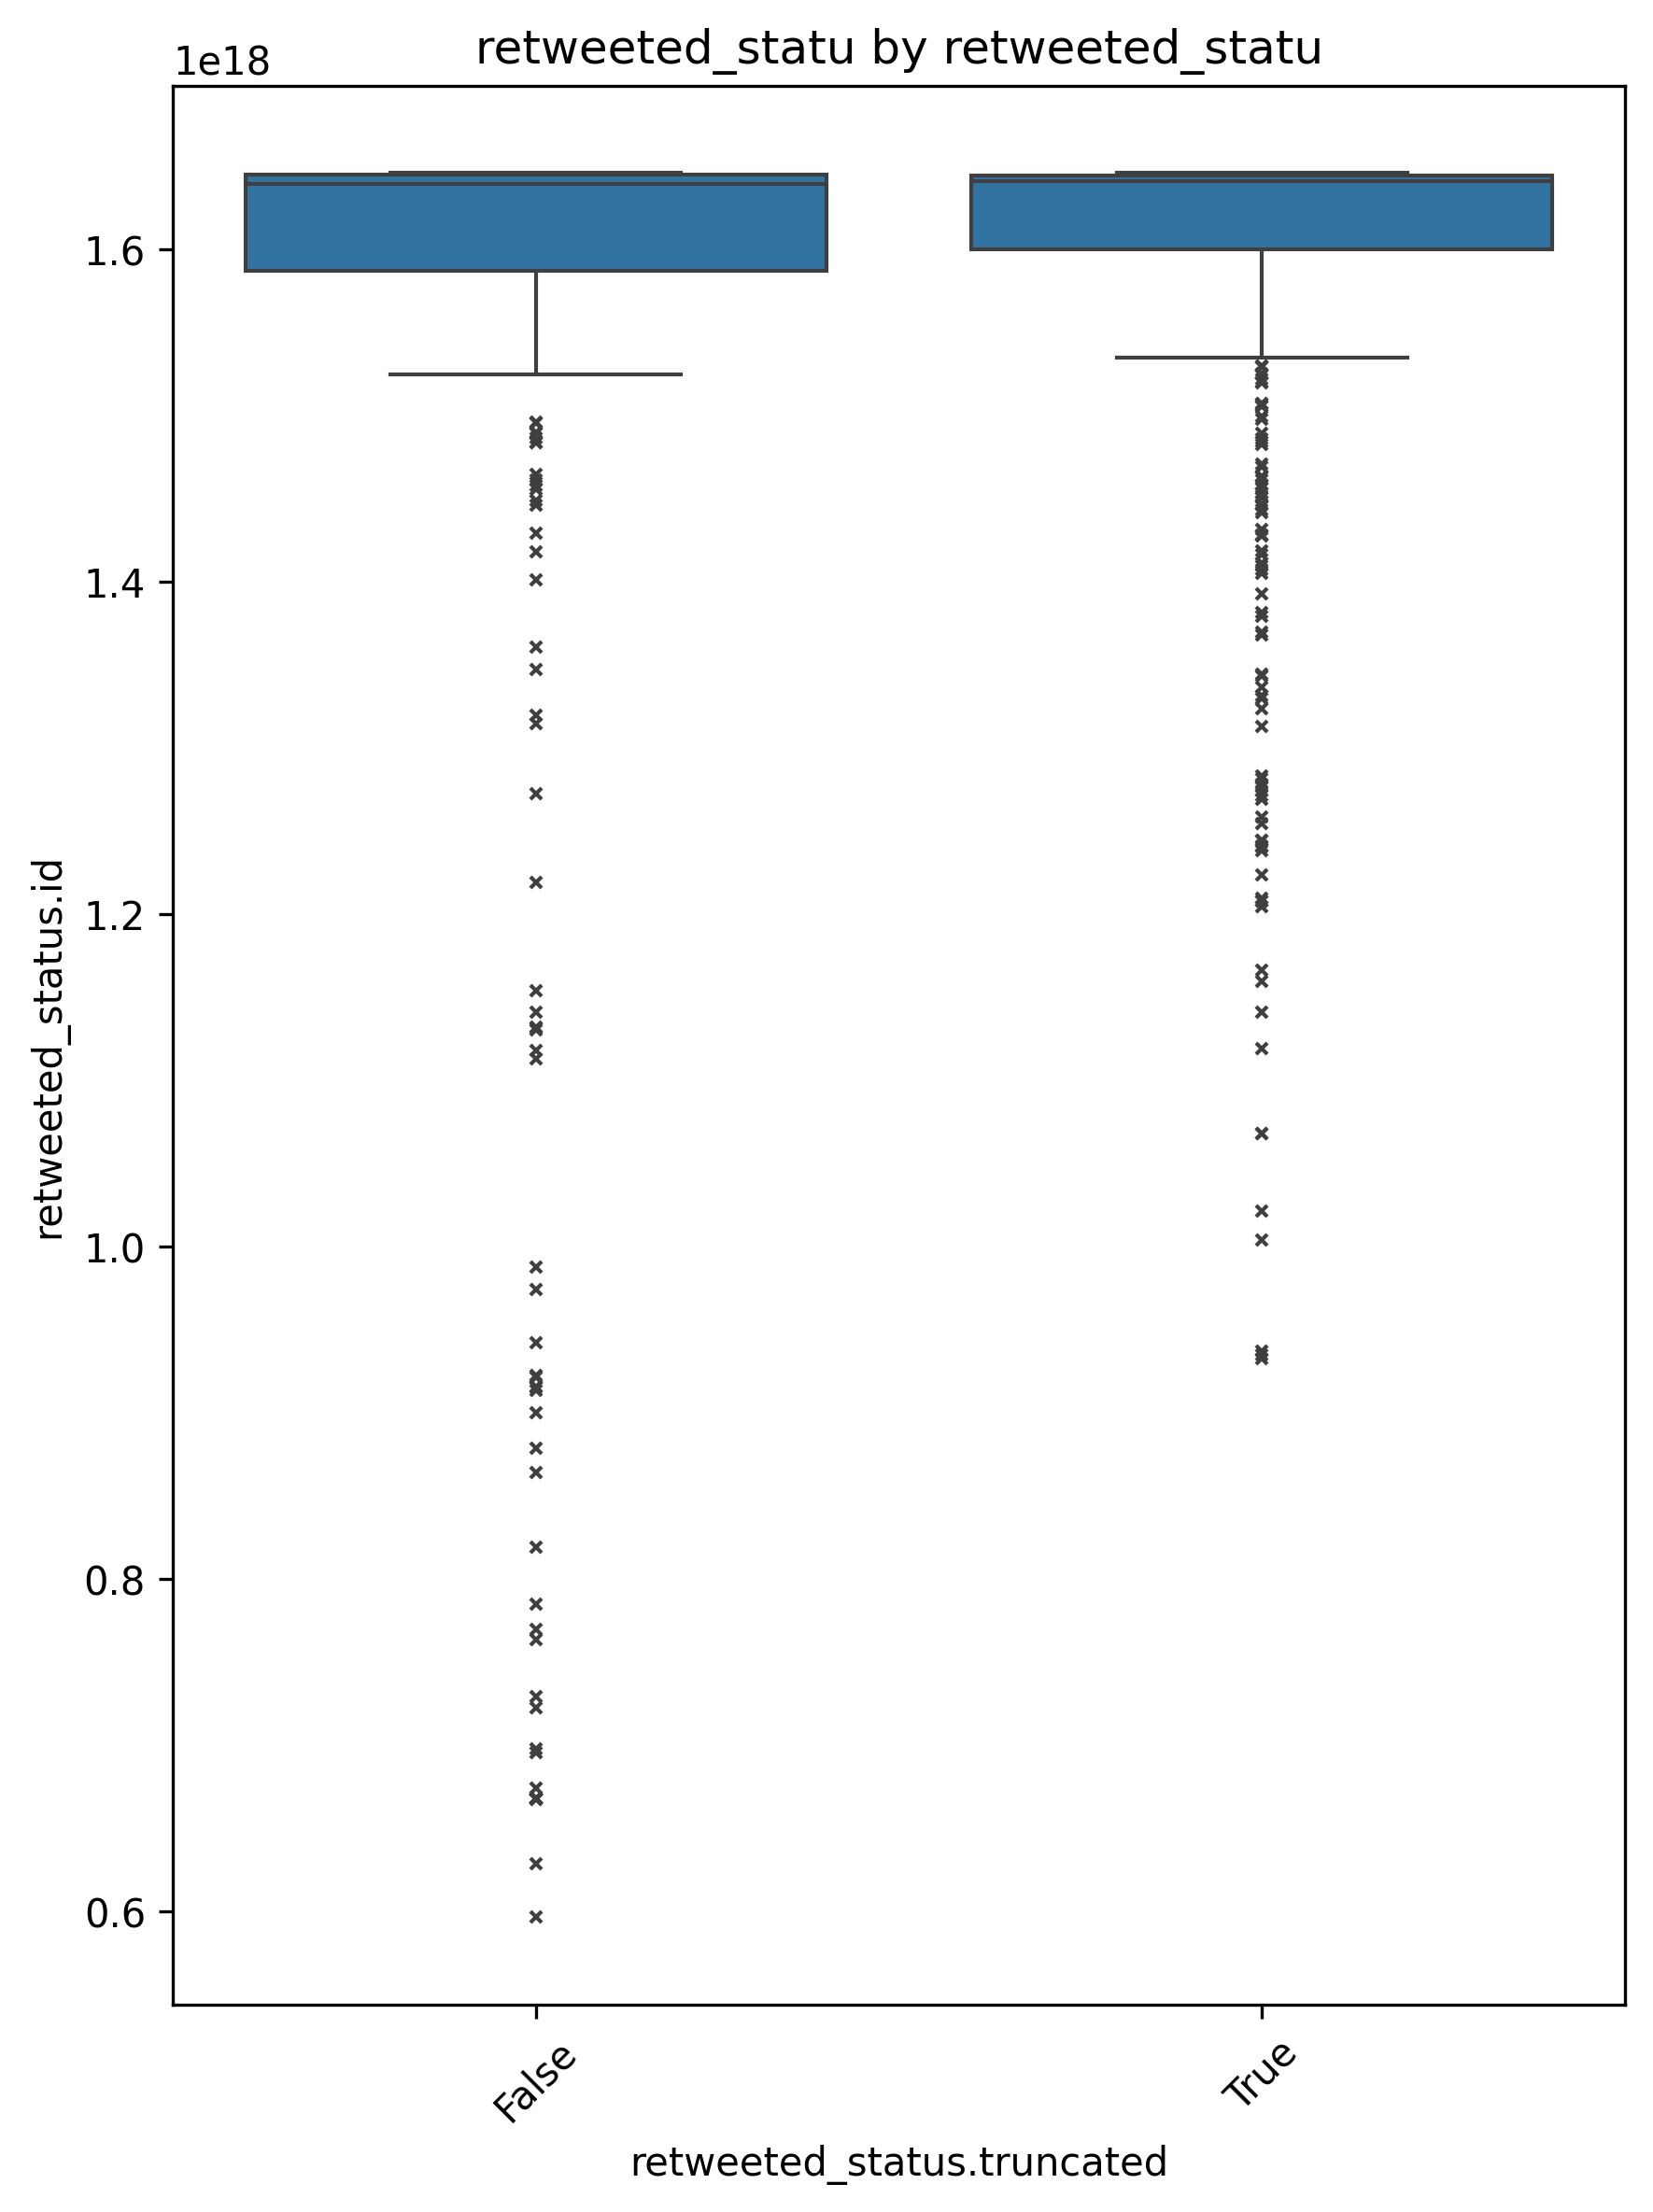 retweeted_statu by retweeted_statu
1e18
1.6
1.4
1.2
1.0
0.8
0.6
retweeted_status.id
False
True
retweeted_status.truncated